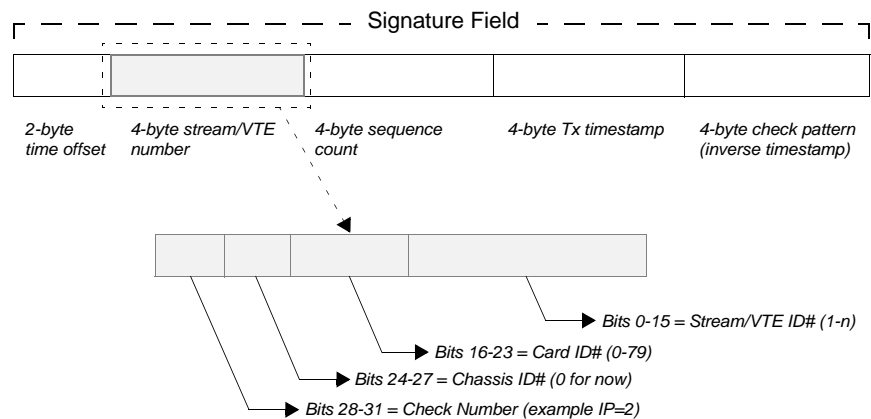 Signature Field
2-byte
time offset
4-byte stream/VTE
number
4-byte sequence
count
4-byte Tx timestamp
4-byte check pattern
(inverse timestamp)
Bits 0-15 = Stream/VTE ID# (1-n)
Bits 16-23 = Card ID# (0-79)
Bits 24-27 = Chassis ID# (0 for now)
Bits 28-31 = Check Number (example IP=2)